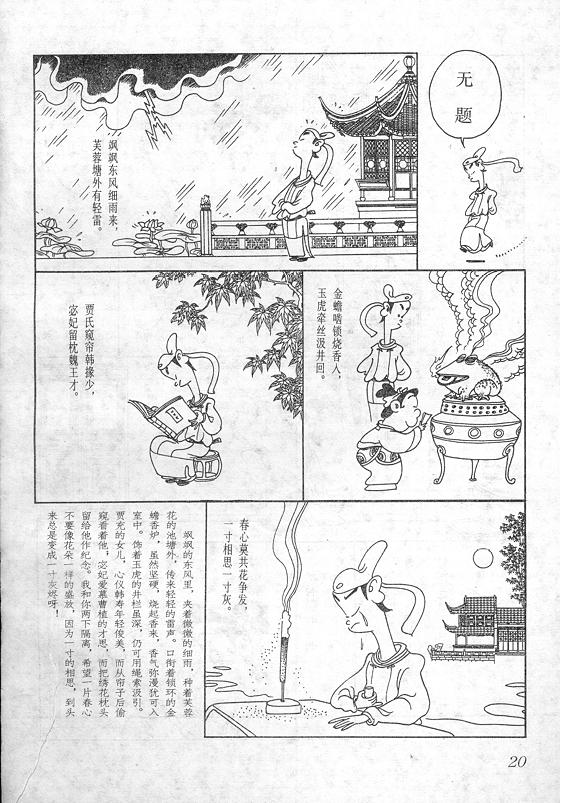 无题
飒飒东风细雨来，
芙蓉塘外有轻雷。
金蟾啮锁烧香入，
玉虎牵丝汲井回。
贾氏窥帘韩掾少，
宓妃留枕魏王才。
春心莫共花争发，
一寸相思一寸灰。
飒飒的东风里，夹着微微的细雨，种着芙蓉
花的池塘外，传来轻轻的雷声。口衔着锁环的金
蟾香炉，虽然坚硬，烧起香来，香气弥漫犹可入
室中。饰着玉虎的井栏虽深，仍可用绳索汲引。
贾充的女儿，心仪韩寿年轻俊美，而从帘子后偷
窥看着他，宓妃爱慕曹植的才思，而把绣花枕头
留给他作纪念。我和你两下隔离，希望一片春心
不要像花朵一样的盛放，因为一寸的相思，到头
来总是变成一寸灰烬呀！
20